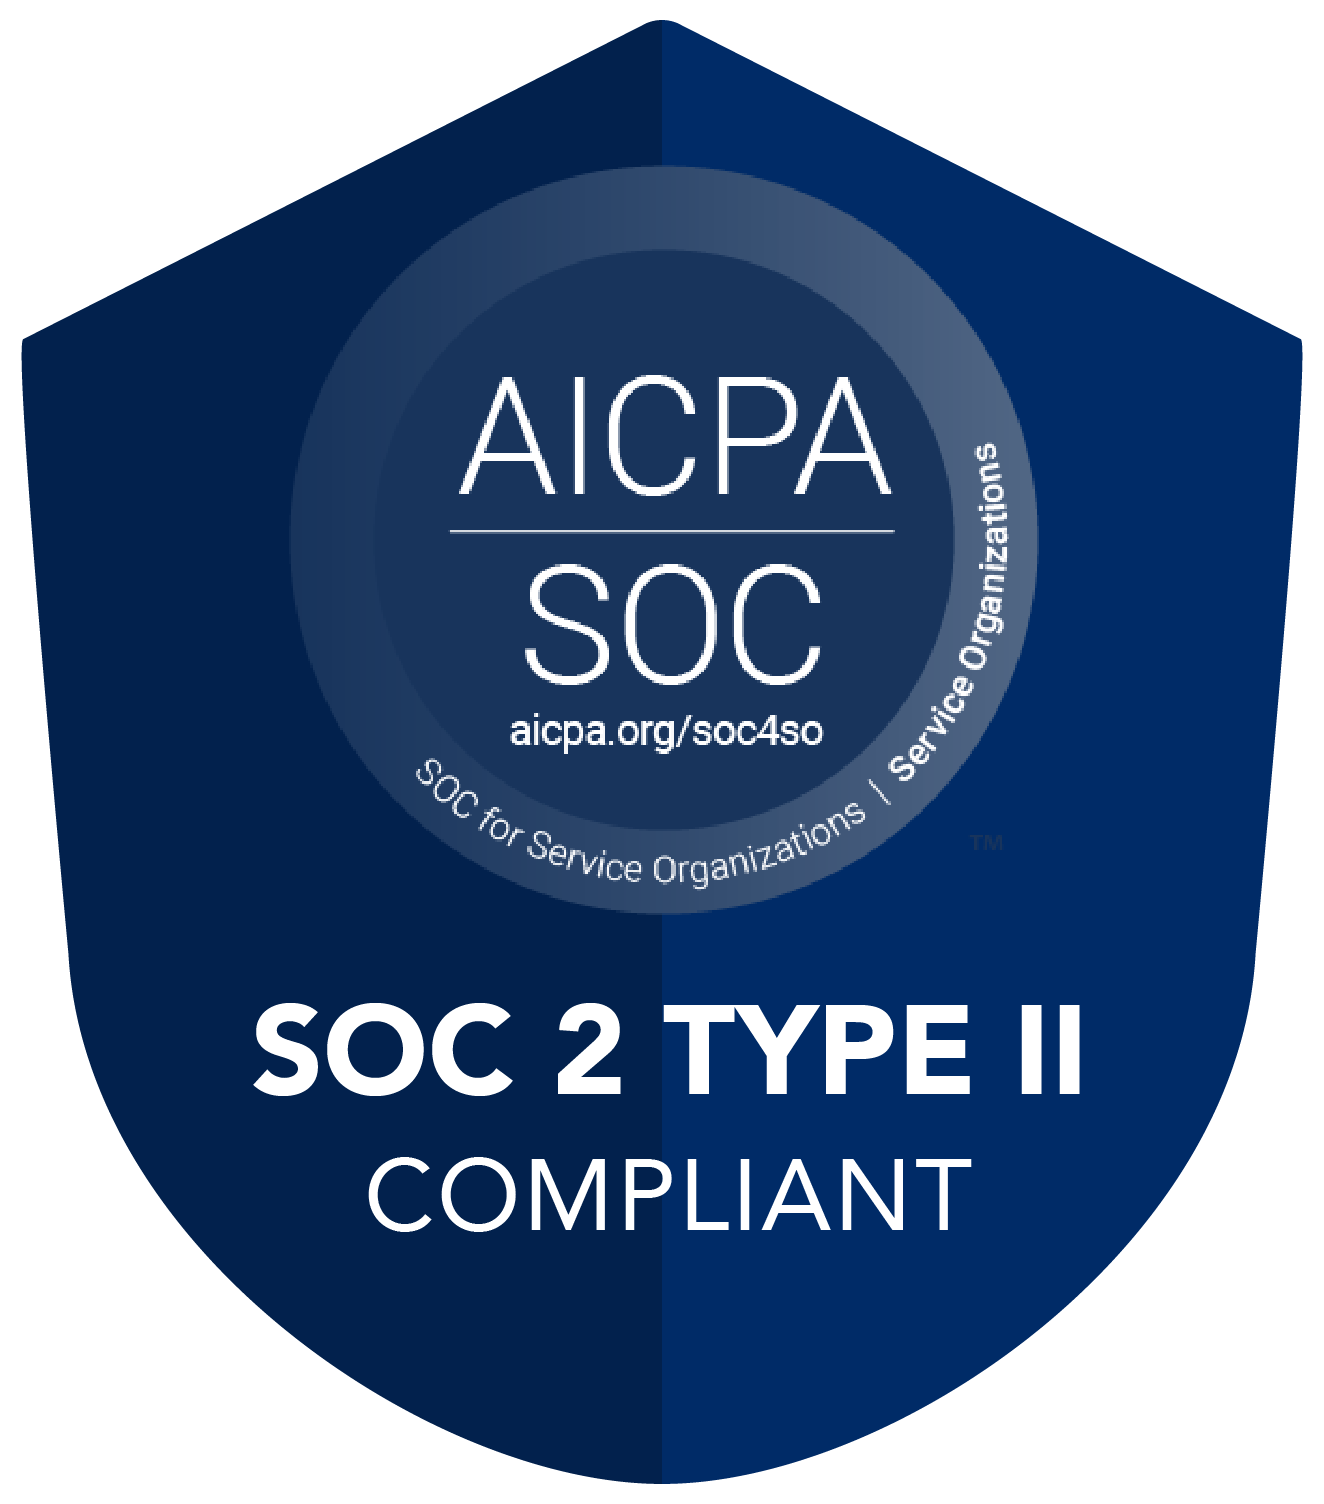 AICPA
SOC
aicpa.org/soc4so
SOC for Service Organizations | Service Organizations
TM
SOC 2 TYPE II
COMPLIANT